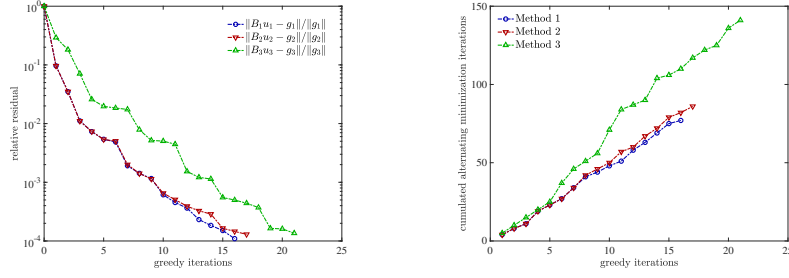 10^0
10^-1
10^-2
10^-3
10^-4
0
5
10
15
20
25
relative residual
greedy iterations
‖B₁u₁ − g₁‖/‖g₁‖
‖B₂u₂ − g₂‖/‖g₂‖
‖B₃u₃ − g₃‖/‖g₃‖
150
100
50
0
0
5
10
15
20
25
cumulated alternating minimization iterations
greedy iterations
Method 1
Method 2
Method 3